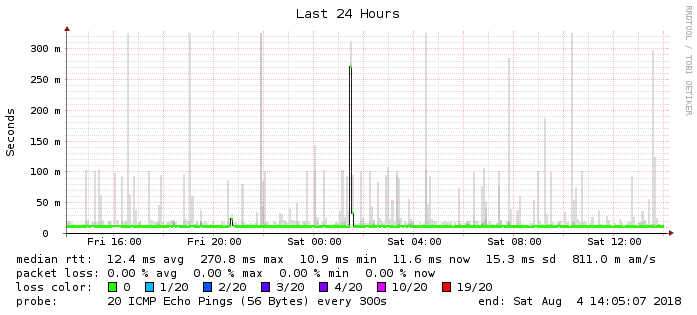 Last 24 Hours
RRDTOOL / TOBI OETIKER
Seconds
300 m
250 m
200 m
150 m
100 m
50 m
0
Fri 16:00 Fri 20:00 Sat 00:00 Sat 04:00 Sat 08:00 Sat 12:00
median rtt: 12.4 ms avg 270.8 ms max 10.9 ms min 11.6 ms now 15.3 ms sd 811.0 m am/s
packet loss: 0.00 % avg 0.00 % max 0.00 % min 0.00 % now
loss color: 0 1/20 2/20 3/20 4/20 10/20 19/20
probe: 20 ICMP Echo Pings (56 Bytes) every 300s end: Sat Aug 4 14:05:07 2018